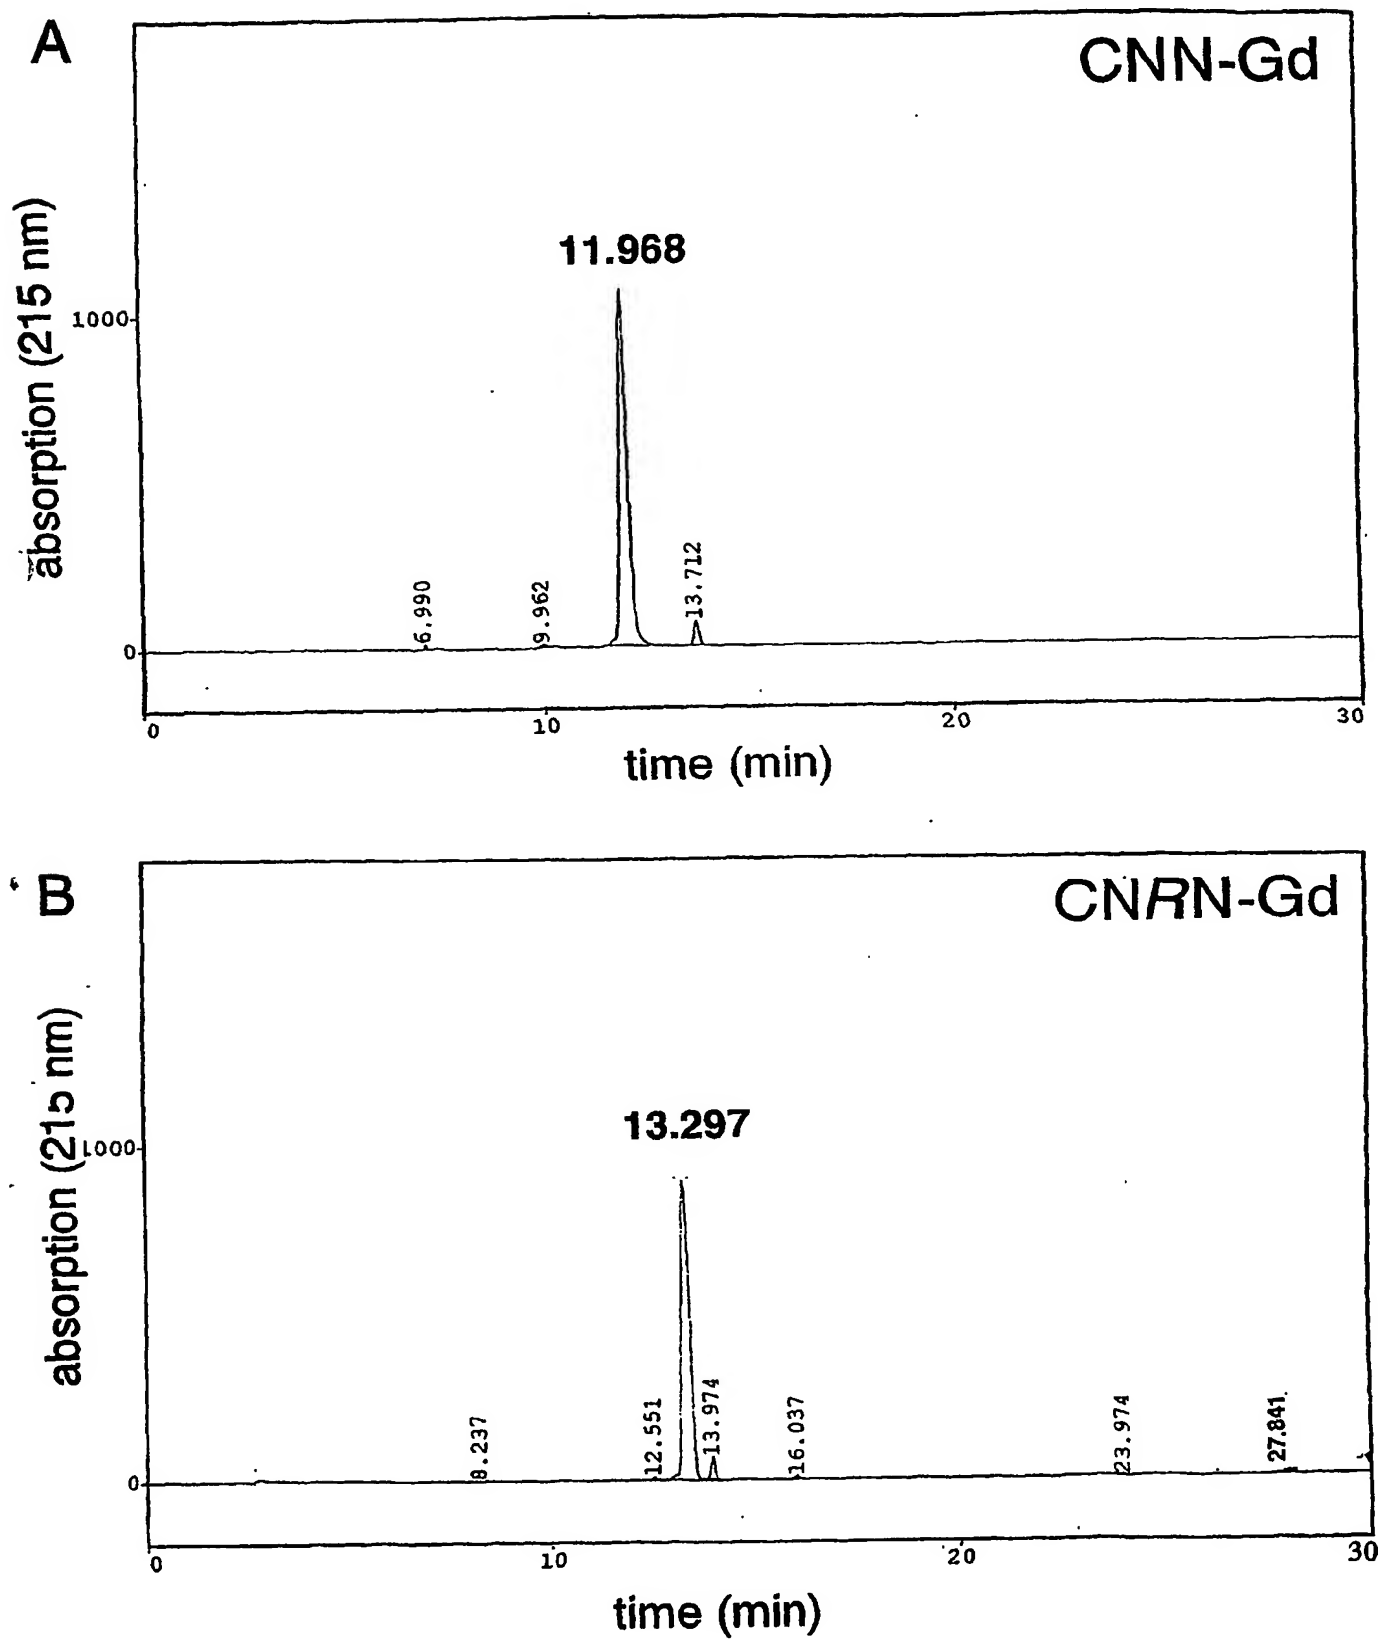 A
CNN-Gd
absorption (215 nm)
11.968
1000
6.990
9.962
13.712
0
0
10
20
30
time (min)
B
CNRN-Gd
absorption (215 nm)
13.297
1000
8.237
12.551
13.974
16.037
23.974
27.841
0
0
10
20
30
time (min)